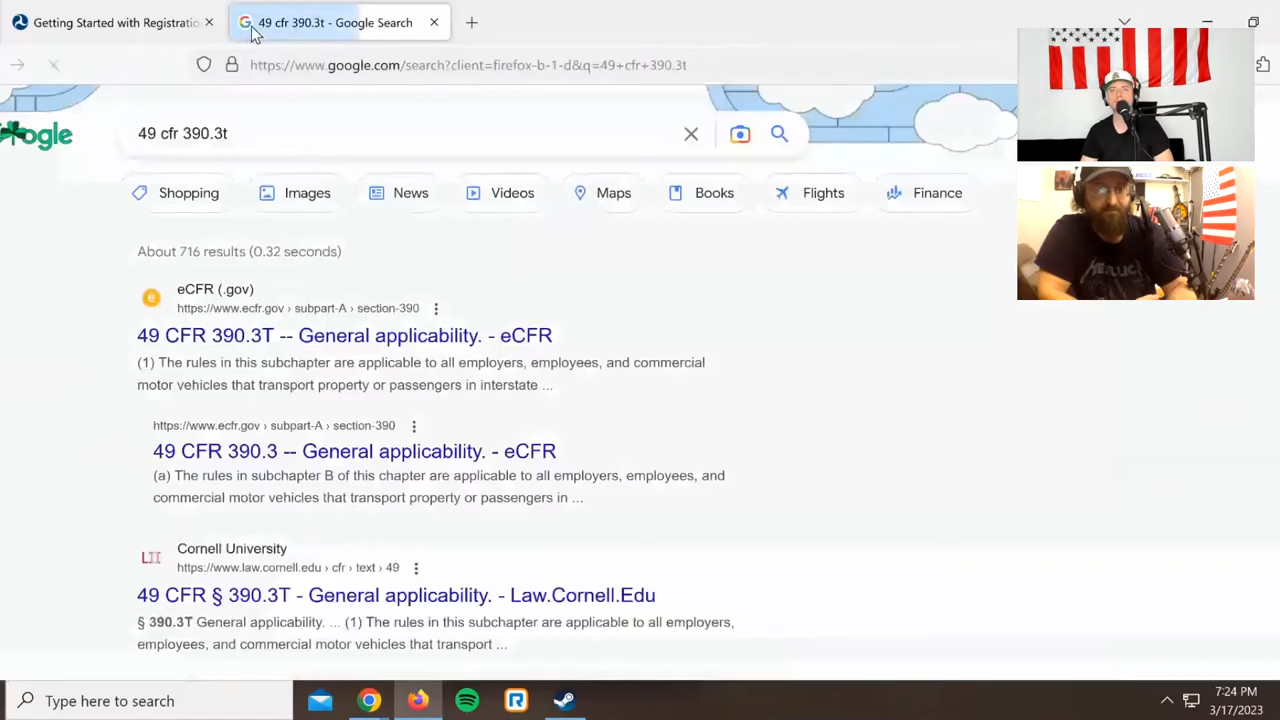 Getting Started with Registratio
49 cfr 390.3t - Google Search
https://www.google.com/search?client=firefox-b-1-d&q=49+cfr+390.3t
ogle
49 cfr 390.3t
Shopping
Images
News
Videos
Maps
Books
Flights
Finance
About 716 results (0.32 seconds)
eCFR (.gov)
https://www.ecfr.gov › subpart-A › section-390
49 CFR 390.3T -- General applicability. - eCFR
(1) The rules in this subchapter are applicable to all employers, employees, and commercial
motor vehicles that transport property or passengers in interstate ...
https://www.ecfr.gov › subpart-A › section-390
49 CFR 390.3 -- General applicability. - eCFR
(a) The rules in subchapter B of this chapter are applicable to all employers, employees, and
commercial motor vehicles that transport property or passengers in ...
Cornell University
https://www.law.cornell.edu › cfr › text › 49
49 CFR § 390.3T - General applicability. - Law.Cornell.Edu
§ 390.3T General applicability. ... (1) The rules in this subchapter are applicable to all employers,
employees, and commercial motor vehicles that transport ...
METALLICA
Type here to search
7:24 PM
3/17/2023